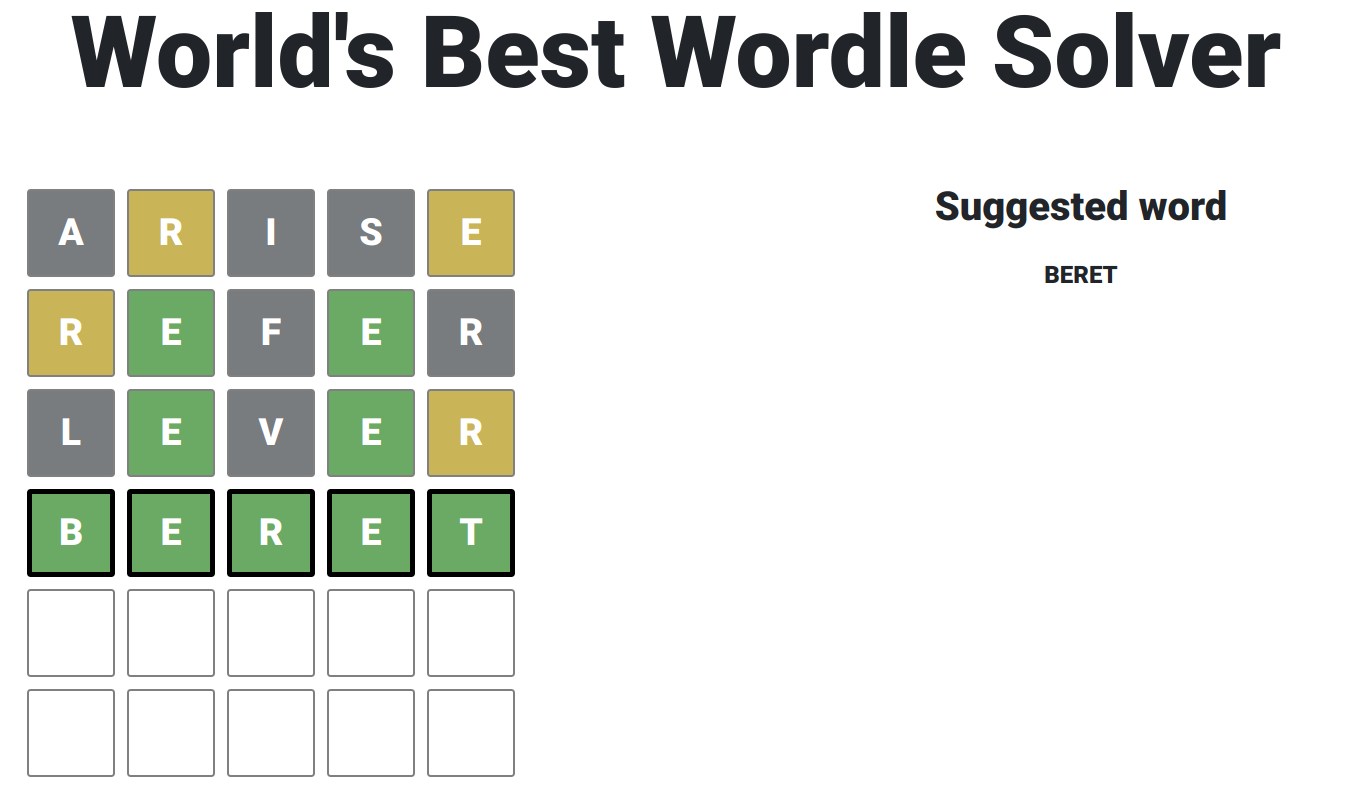 World's Best Wordle Solver
A R I S E
R E F E R
L E V E R
B E R E T
Suggested word
BERET